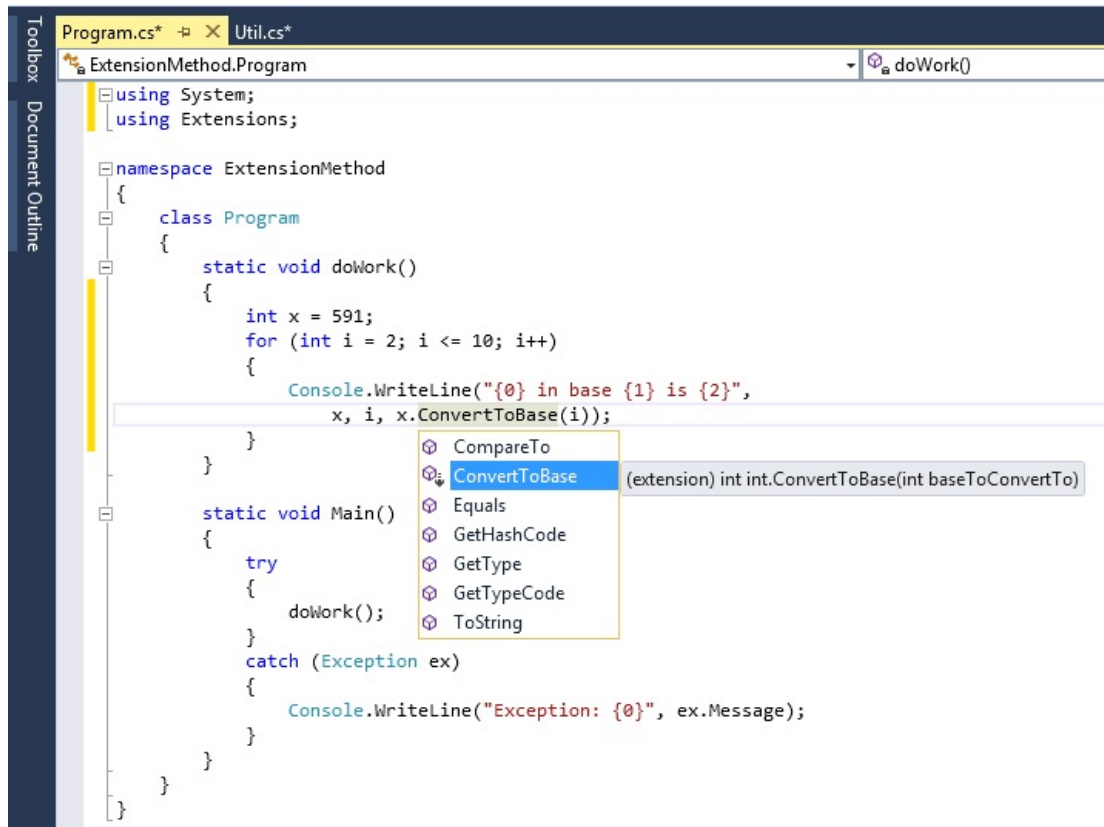 Toolbox
Document Outline
Program.cs*
Util.cs*
ExtensionMethod.Program
doWork()
using System;
using Extensions;
namespace ExtensionMethod
{
class Program
{
static void doWork()
{
int x = 591;
for (int i = 2; i <= 10; i++)
{
Console.WriteLine("{0} in base {1} is {2}",
x, i, x.ConvertToBase(i));
}
}
CompareTo
ConvertToBase
(extension) int int.ConvertToBase(int baseToConvertTo)
Equals
GetHashCode
GetType
GetTypeCode
ToString
static void Main()
{
try
{
doWork();
}
catch (Exception ex)
{
Console.WriteLine("Exception: {0}", ex.Message);
}
}
}
}